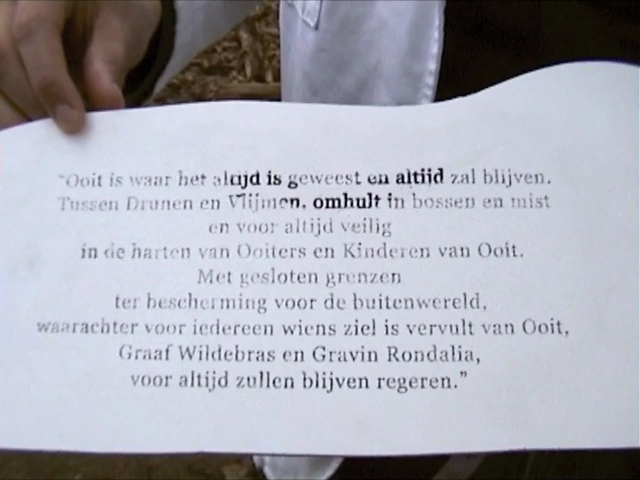 "Ooit is waar het altijd is geweest en altijd zal blijven.
Tussen Drunen en Vlijmen, omhult in bossen en mist
en voor altijd veilig
in de harten van Ooiters en Kinderen van Ooit.
Met gesloten grenzen
ter bescherming voor de buitenwereld,
waarachter voor iedereen wiens ziel is vervult van Ooit,
Graaf Wildebras en Gravin Rondalia,
voor altijd zullen blijven regeren."